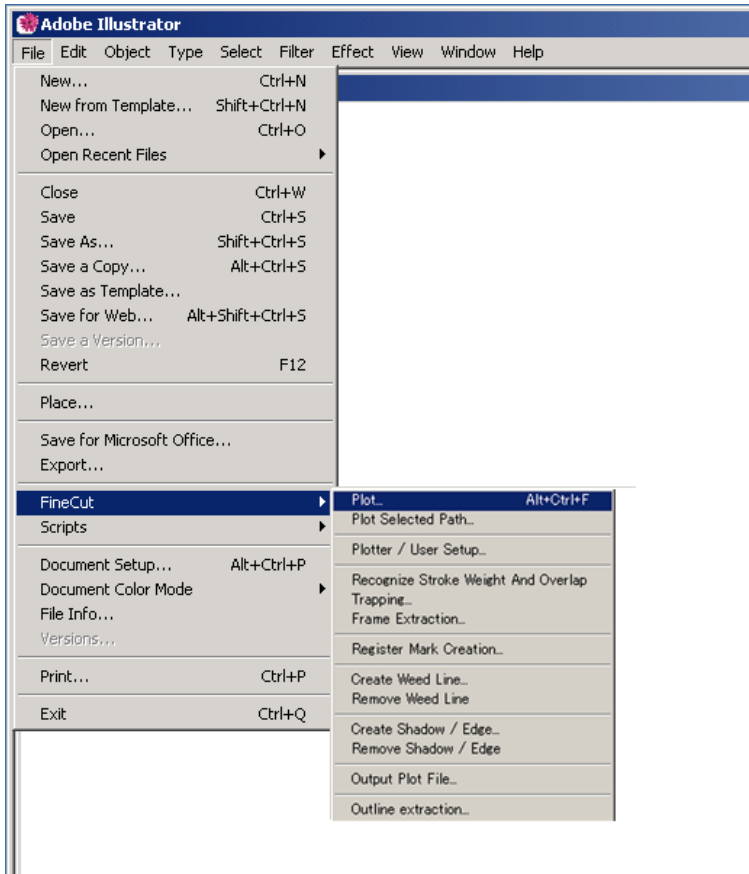 Adobe Illustrator
File Edit Object Type Select Filter Effect View Window Help
New... Ctrl+N
New from Template... Shift+Ctrl+N
Open... Ctrl+O
Open Recent Files
Close Ctrl+W
Save Ctrl+S
Save As... Shift+Ctrl+S
Save a Copy... Alt+Ctrl+S
Save as Template...
Save for Web... Alt+Shift+Ctrl+S
Save a Version...
Revert F12
Place...
Save for Microsoft Office...
Export...
FineCut
Scripts
Document Setup... Alt+Ctrl+P
Document Color Mode
File Info...
Versions...
Print... Ctrl+P
Exit Ctrl+Q
Plot... Alt+Ctrl+F
Plot Selected Path...
Plotter / User Setup...
Recognize Stroke Weight And Overlap
Trapping...
Frame Extraction...
Register Mark Creation...
Create Weed Line...
Remove Weed Line
Create Shadow / Edge...
Remove Shadow / Edge
Output Plot File...
Outline extraction...